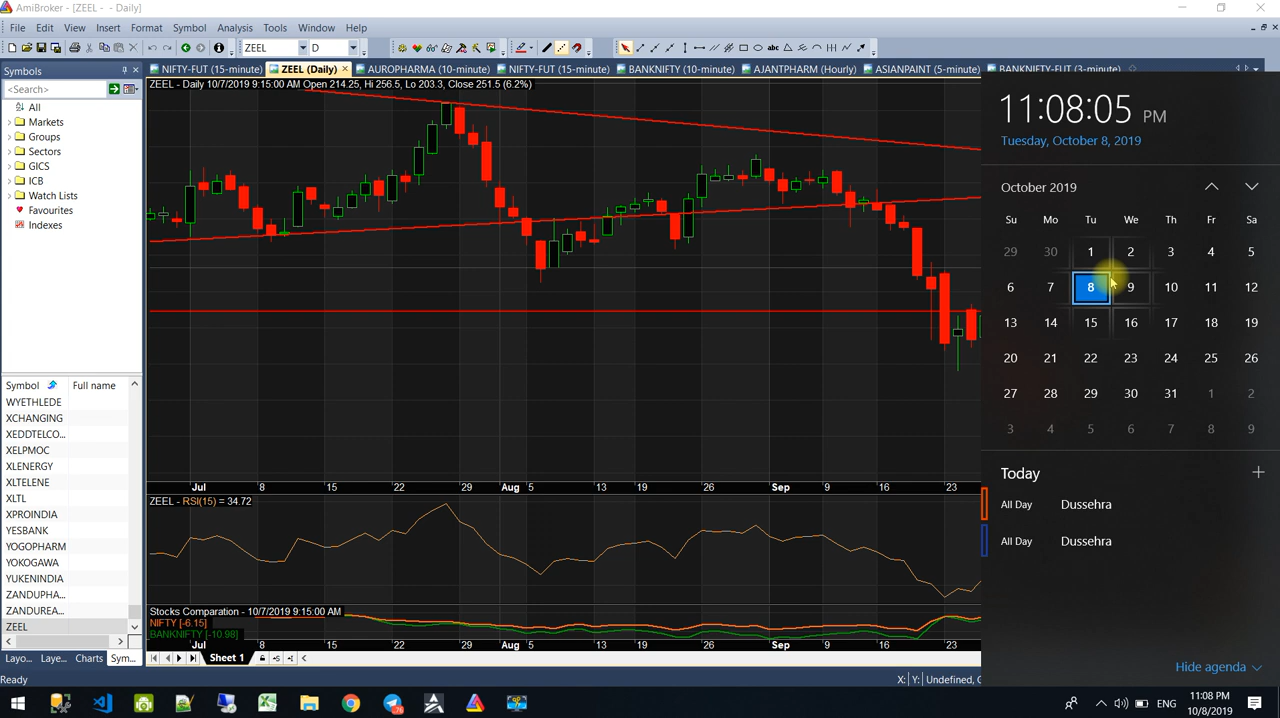 AmiBroker - [ZEEL - - Daily]
File Edit View Insert Format Symbol Analysis Tools Window Help
ZEEL D abc
Symbols
NIFTY-FUT (15-minute) ZEEL (Daily) AUROPHARMA (10-minute) NIFTY-FUT (15-minute) BANKNIFTY (10-minute) AJANTPHARM (Hourly) ASIANPAINT (5-minute) BANKNIFTY-FUT (3-minute)
<Search>
ZEEL - Daily 10/7/2019 9:15:00 AM Open 214.25, Hi 256.5, Lo 203.3, Close 251.5 (6.2%)
All
Markets
Groups
Sectors
GICS
ICB
Watch Lists
Favourites
Indexes
Symbol Full name
WYETHLEDE
XCHANGING
XEDDTELCO...
XELPMOC
XLENERGY
XLTELENE
XLTL
XPROINDIA
YESBANK
YOGOPHARM
YOKOGAWA
YUKENINDIA
ZANDUPHA...
ZANDUREA...
ZEEL
Layo... Laye... Charts Sym...
Jul 8 15 22 29 Aug 5 13 19 26 Sep 9 16 23
ZEEL - RSI(15) = 34.72
Stocks Comparation - 10/7/2019 9:15:00 AM
NIFTY [-6.15]
BANKNIFTY [-10.98]
Jul 8 15 22 29 Aug 5 13 19 26 Sep 9 16 23
Sheet 1
Ready
X: Y: Undefined,
11:08:05 PM
Tuesday, October 8, 2019
October 2019
Su Mo Tu We Th Fr Sa
29 30 1 2 3 4 5
6 7 8 9 10 11 12
13 14 15 16 17 18 19
20 21 22 23 24 25 26
27 28 29 30 31 1 2
3 4 5 6 7 8 9
Today
All Day Dussehra
All Day Dussehra
Hide agenda
ENG
11:08 PM
10/8/2019